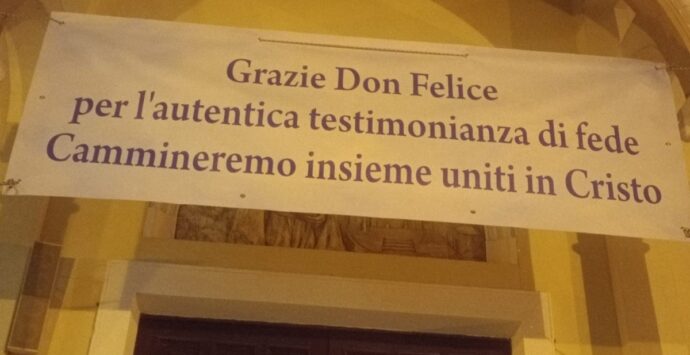 Grazie Don Felice
per l'autentica testimonianza di fede
Cammineremo insieme uniti in Cristo